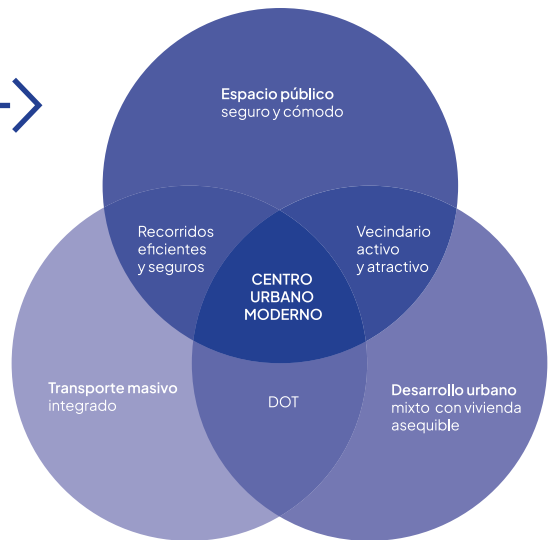 Espacio público
seguro y cómodo
Recorridos
eficientes
y seguros
Vecindario
activo
y atractivo
CENTRO
URBANO
MODERNO
Transporte masivo
integrado
DOT
Desarrollo urbano
mixto con vivienda
asequible